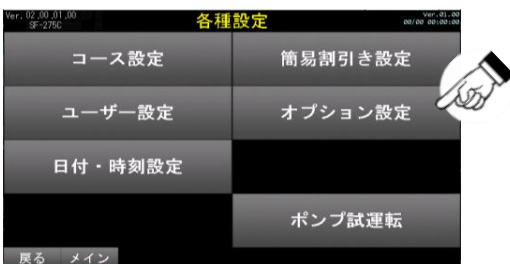 Ver. 02,00,01,00
SF-275C
各種設定
Ver.01.00
00/00 00:00:00
コース設定
簡易割引き設定
ユーザー設定
オプション設定
日付・時刻設定
ポンプ試運転
戻る
メイン